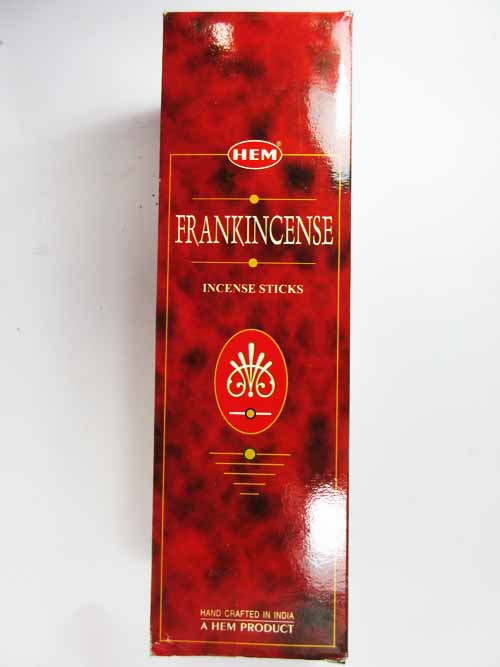 HEM®
FRANKINCENSE
INCENSE STICKS
HAND CRAFTED IN INDIA
A HEM PRODUCT